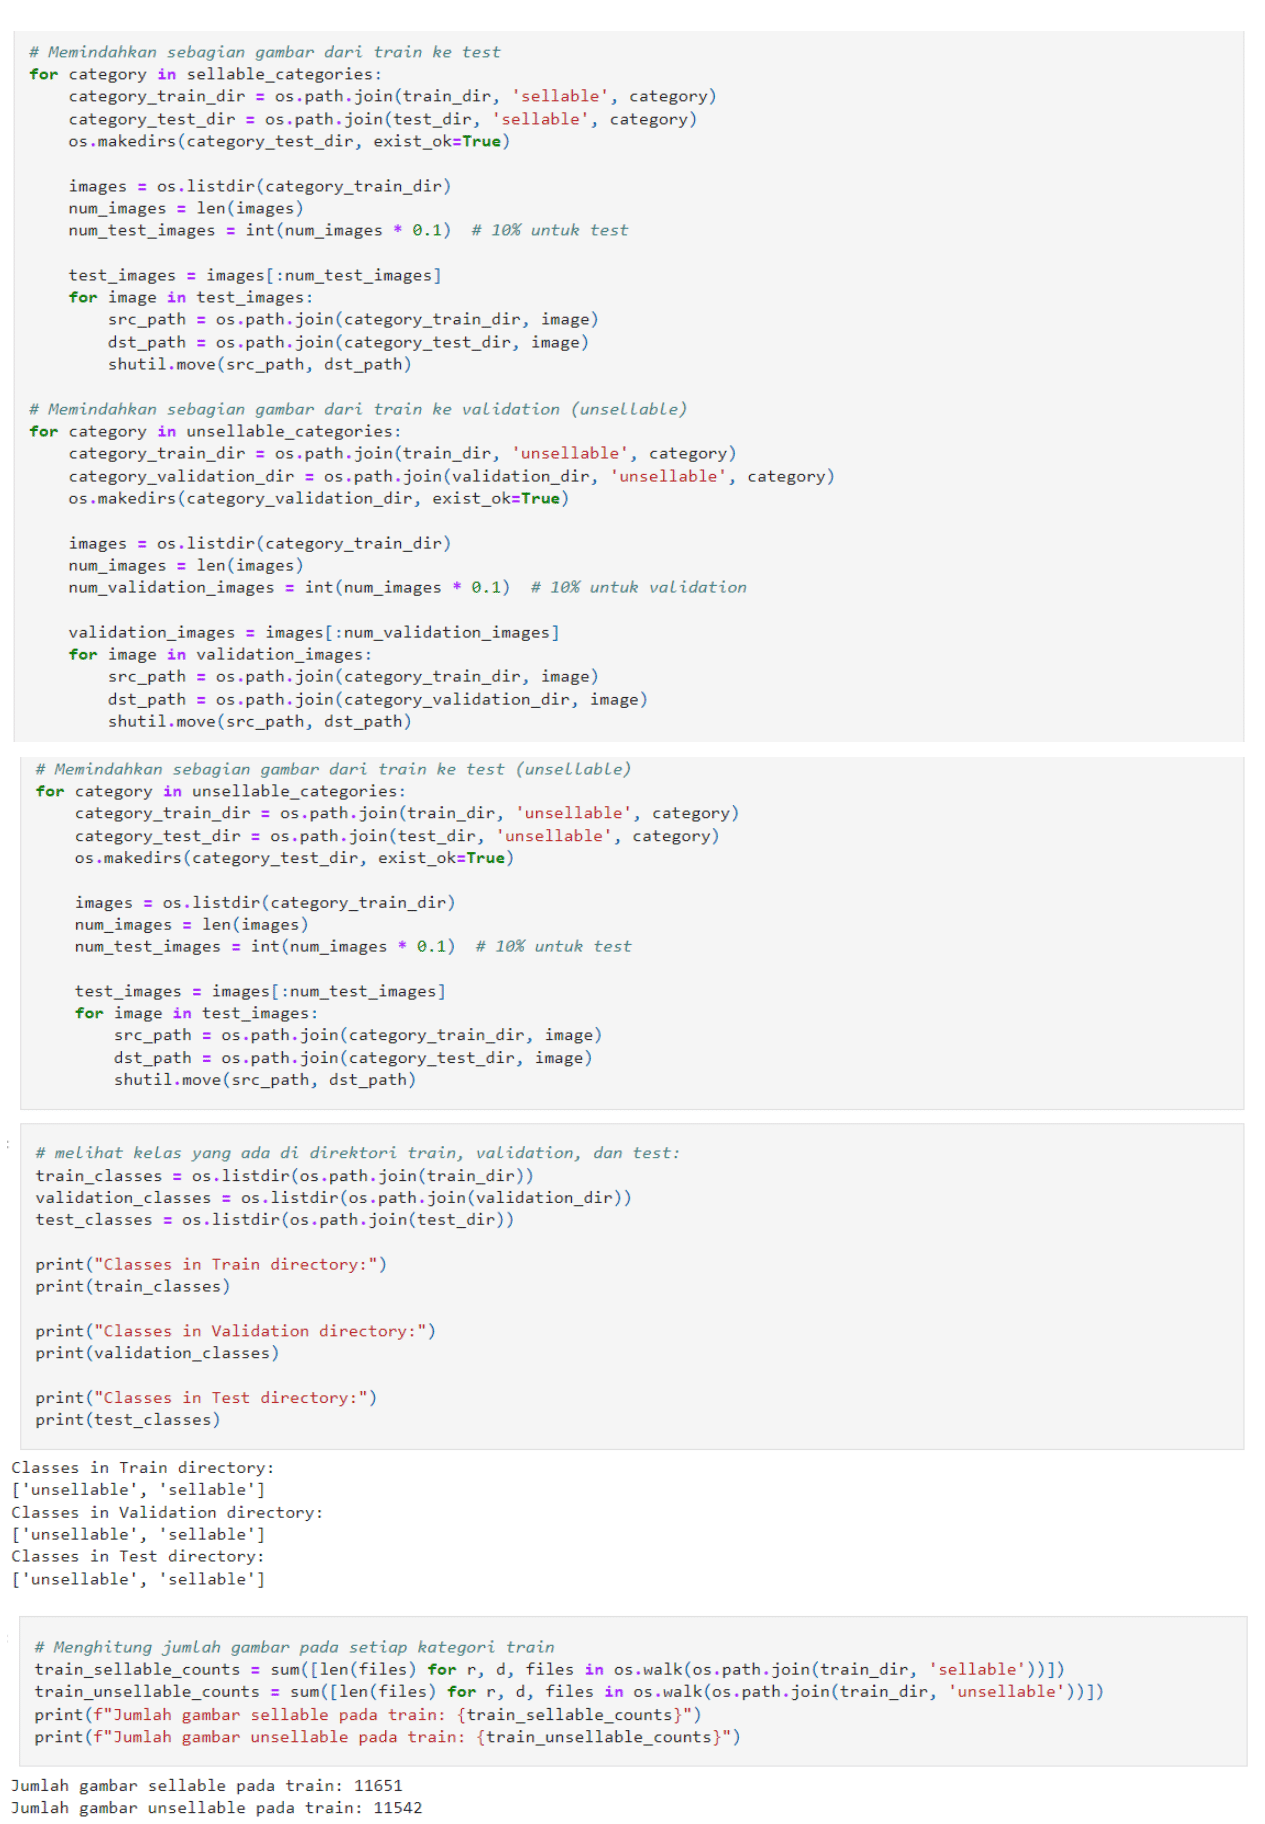 # Memindahkan sebagian gambar dari train ke test
for category in sellable_categories:
    category_train_dir = os.path.join(train_dir, 'sellable', category)
    category_test_dir = os.path.join(test_dir, 'sellable', category)
    os.makedirs(category_test_dir, exist_ok=True)

    images = os.listdir(category_train_dir)
    num_images = len(images)
    num_test_images = int(num_images * 0.1)  # 10% untuk test

    test_images = images[:num_test_images]
    for image in test_images:
        src_path = os.path.join(category_train_dir, image)
        dst_path = os.path.join(category_test_dir, image)
        shutil.move(src_path, dst_path)

# Memindahkan sebagian gambar dari train ke validation (unsellable)
for category in unsellable_categories:
    category_train_dir = os.path.join(train_dir, 'unsellable', category)
    category_validation_dir = os.path.join(validation_dir, 'unsellable', category)
    os.makedirs(category_validation_dir, exist_ok=True)

    images = os.listdir(category_train_dir)
    num_images = len(images)
    num_validation_images = int(num_images * 0.1)  # 10% untuk validation

    validation_images = images[:num_validation_images]
    for image in validation_images:
        src_path = os.path.join(category_train_dir, image)
        dst_path = os.path.join(category_validation_dir, image)
        shutil.move(src_path, dst_path)

# Memindahkan sebagian gambar dari train ke test (unsellable)
for category in unsellable_categories:
    category_train_dir = os.path.join(train_dir, 'unsellable', category)
    category_test_dir = os.path.join(test_dir, 'unsellable', category)
    os.makedirs(category_test_dir, exist_ok=True)

    images = os.listdir(category_train_dir)
    num_images = len(images)
    num_test_images = int(num_images * 0.1)  # 10% untuk test

    test_images = images[:num_test_images]
    for image in test_images:
        src_path = os.path.join(category_train_dir, image)
        dst_path = os.path.join(category_test_dir, image)
        shutil.move(src_path, dst_path)

# melihat kelas yang ada di direktori train, validation, dan test:
train_classes = os.listdir(os.path.join(train_dir))
validation_classes = os.listdir(os.path.join(validation_dir))
test_classes = os.listdir(os.path.join(test_dir))

print("Classes in Train directory:")
print(train_classes)

print("Classes in Validation directory:")
print(validation_classes)

print("Classes in Test directory:")
print(test_classes)

Classes in Train directory:
['unsellable', 'sellable']
Classes in Validation directory:
['unsellable', 'sellable']
Classes in Test directory:
['unsellable', 'sellable']

# Menghitung jumlah gambar pada setiap kategori train
train_sellable_counts = sum([len(files) for r, d, files in os.walk(os.path.join(train_dir, 'sellable'))])
train_unsellable_counts = sum([len(files) for r, d, files in os.walk(os.path.join(train_dir, 'unsellable'))])
print(f"Jumlah gambar sellable pada train: {train_sellable_counts}")
print(f"Jumlah gambar unsellable pada train: {train_unsellable_counts}")

Jumlah gambar sellable pada train: 11651
Jumlah gambar unsellable pada train: 11542